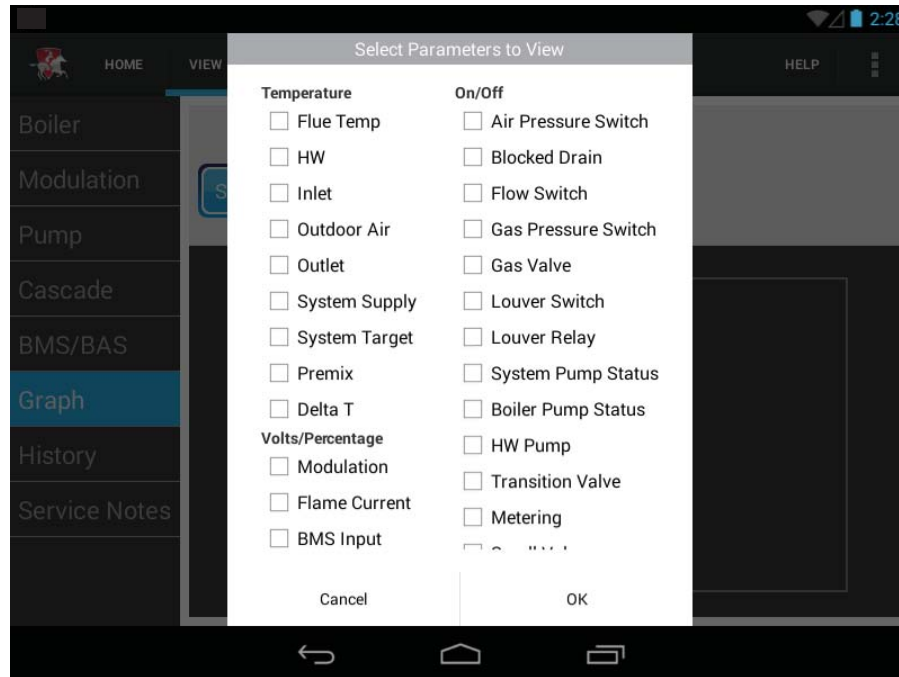 2:28
HOME
VIEW
HELP
Select Parameters to View
Boiler
Modulation
Pump
Cascade
BMS/BAS
Graph
History
Service Notes
S
Temperature
Flue Temp
HW
Inlet
Outdoor Air
Outlet
System Supply
System Target
Premix
Delta T
Volts/Percentage
Modulation
Flame Current
BMS Input
On/Off
Air Pressure Switch
Blocked Drain
Flow Switch
Gas Pressure Switch
Gas Valve
Louver Switch
Louver Relay
System Pump Status
Boiler Pump Status
HW Pump
Transition Valve
Metering
Cancel
OK